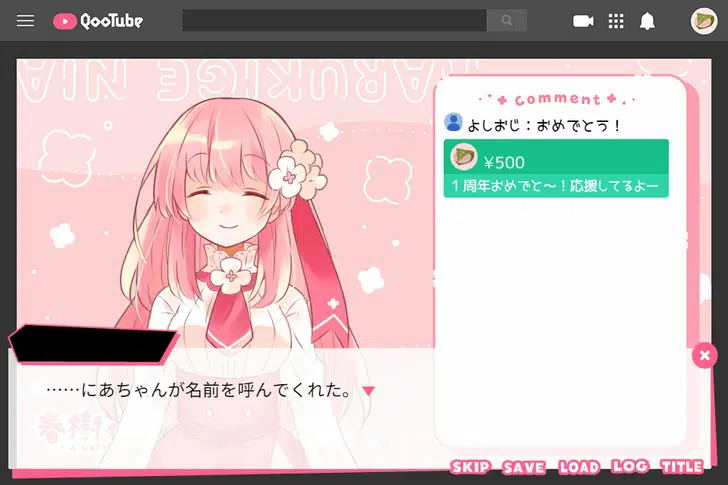 QooTube
HARUKIGE NIA
Comment
よしおじ：おめでとう！
¥500
１周年おめでと～！応援してるよー
……にあちゃんが名前を呼んでくれた。
春樹
SKIP SAVE LOAD LOG TITLE